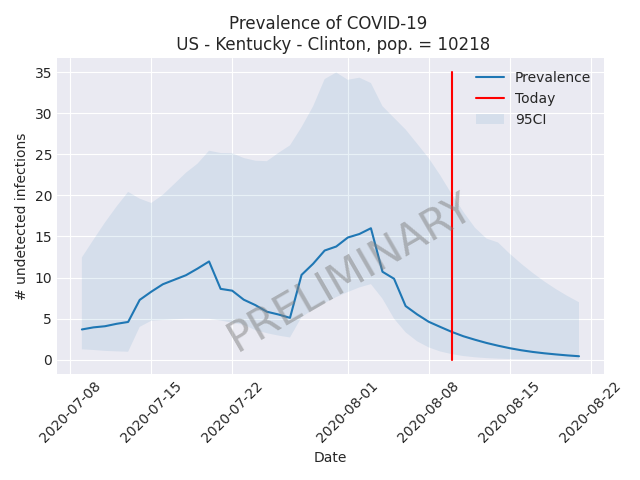 Prevalence of COVID-19
US - Kentucky - Clinton, pop. = 10218
35
30
25
20
15
10
5
0
# undetected infections
Prevalence
Today
95CI
PRELIMINARY
2020-07-08
2020-07-15
2020-07-22
2020-08-01
2020-08-08
2020-08-15
2020-08-22
Date